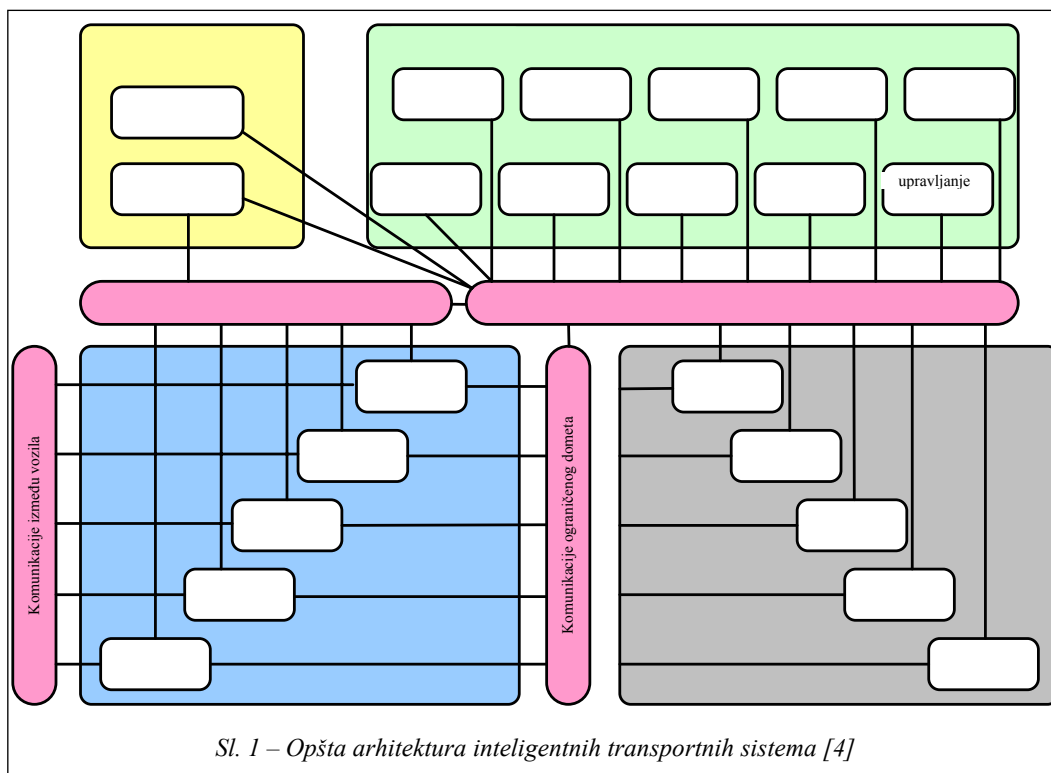 upravljanje
Komunikacije između vozila
Komunikacije ograničenog dometa
Sl. 1 – Opšta arhitektura inteligentnih transportnih sistema [4]